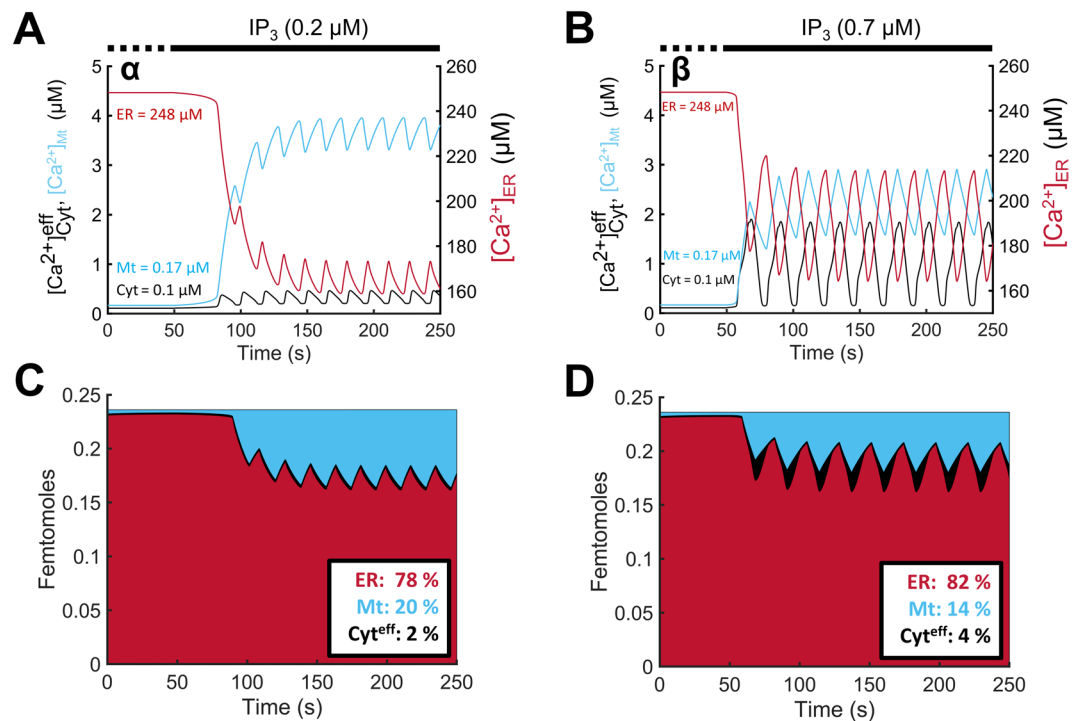 A
IP3 (0.2 µM)
α
[Ca2+]effCyt, [Ca2+]Mt (µM)
5
4
3
2
1
0
ER = 248 µM
Mt = 0.17 µM
Cyt = 0.1 µM
260
240
220
200
180
160
[Ca2+]ER (µM)
0 50 100 150 200 250
Time (s)
B
IP3 (0.7 µM)
β
[Ca2+]effCyt, [Ca2+]Mt (µM)
5
4
3
2
1
0
ER = 248 µM
Mt = 0.17 µM
Cyt = 0.1 µM
260
240
220
200
180
160
[Ca2+]ER (µM)
0 50 100 150 200 250
Time (s)
C
Femtomoles
0.25
0.2
0.15
0.1
0.05
0
ER: 78 %
Mt: 20 %
Cyteff: 2 %
0 50 100 150 200 250
Time (s)
D
Femtomoles
0.25
0.2
0.15
0.1
0.05
0
ER: 82 %
Mt: 14 %
Cyteff: 4 %
0 50 100 150 200 250
Time (s)